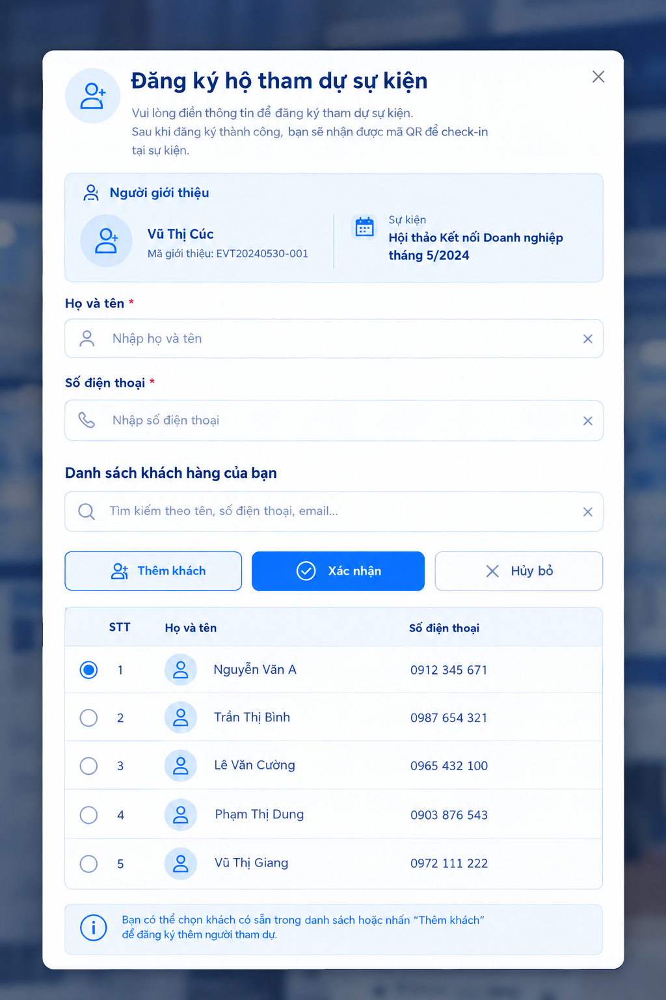 Đăng ký hộ tham dự sự kiện
Vui lòng điền thông tin để đăng ký tham dự sự kiện.
Sau khi đăng ký thành công, bạn sẽ nhận được mã QR để check-in
tại sự kiện.
Người giới thiệu
Vũ Thị Cúc
Mã giới thiệu: EVT20240530-001
Sự kiện
Hội thảo Kết nối Doanh nghiệp
tháng 5/2024
Họ và tên *
Nhập họ và tên
Số điện thoại *
Nhập số điện thoại
Danh sách khách hàng của bạn
Tìm kiếm theo tên, số điện thoại, email...
Thêm khách
Xác nhận
Hủy bỏ
STT Họ và tên Số điện thoại
1 Nguyễn Văn A 0912 345 671
2 Trần Thị Bình 0987 654 321
3 Lê Văn Cường 0965 432 100
4 Phạm Thị Dung 0903 876 543
5 Vũ Thị Giang 0972 111 222
Bạn có thể chọn khách có sẵn trong danh sách hoặc nhấn “Thêm khách”
để đăng ký thêm người tham dự.